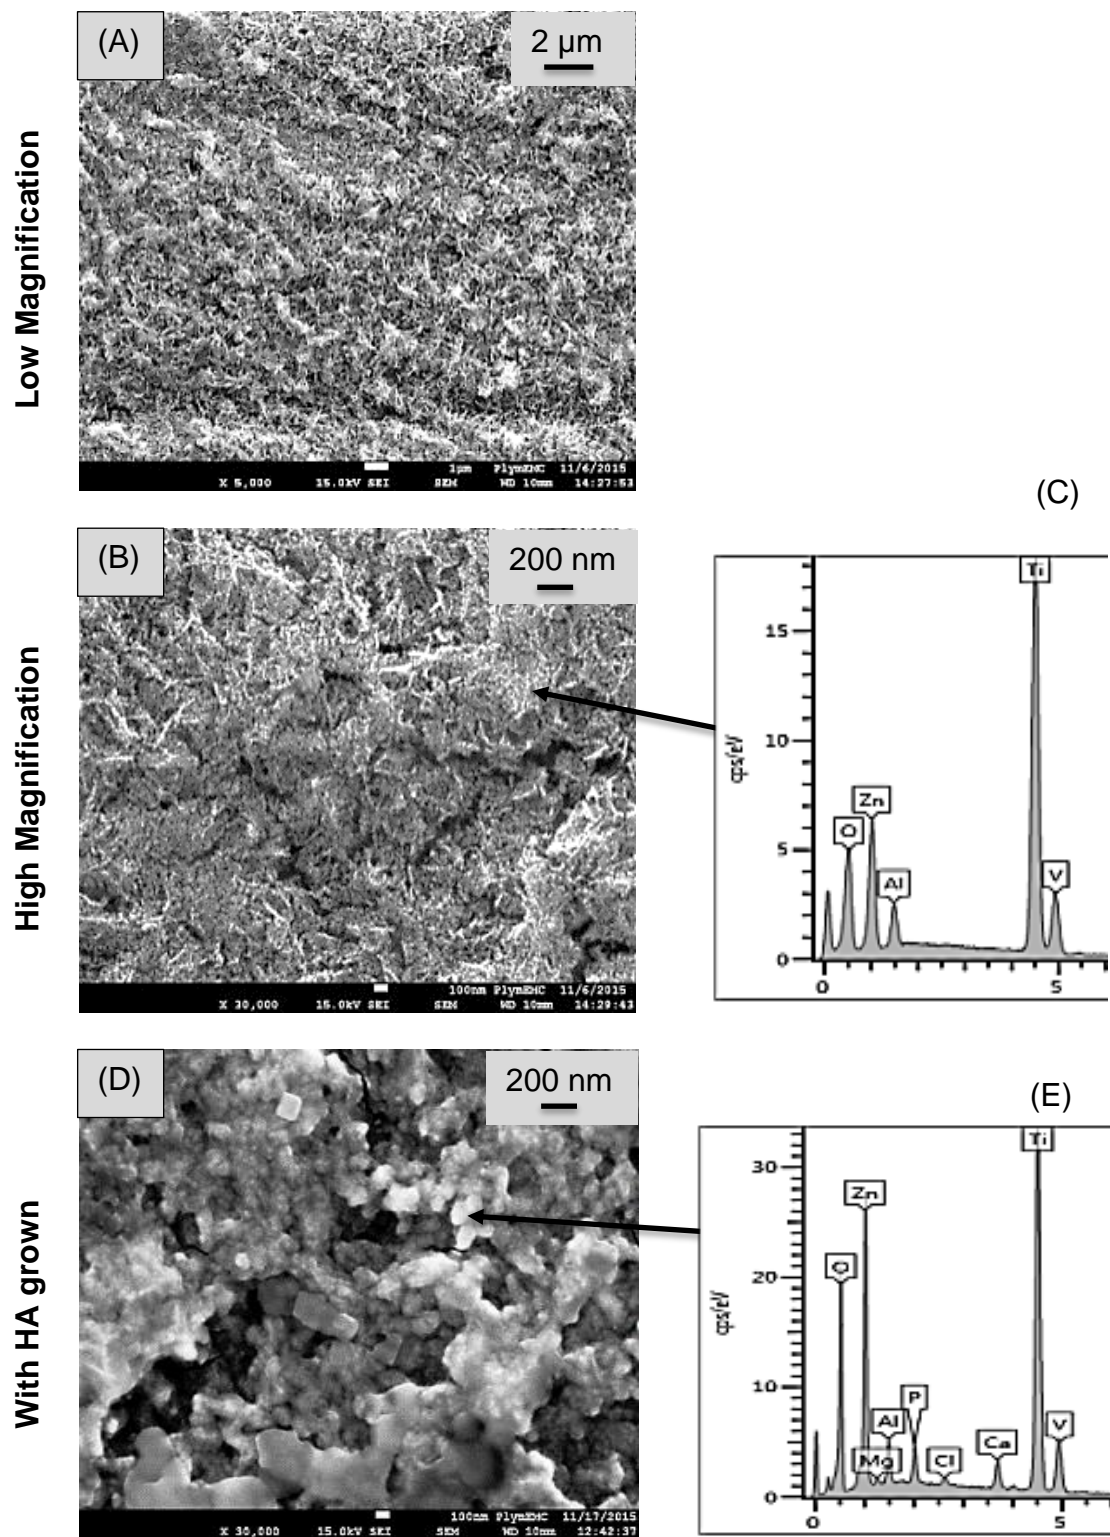 (A)
2 µm
Low Magnification
1µm PlymEMC 11/6/2015
X 5,000 15.0kV SEI SEM WD 10mm 14:27:53
(B)
200 nm
High Magnification
100nm PlymEMC 11/6/2015
X 30,000 15.0kV SEI SEM WD 10mm 14:29:43
(C)
Ti
15
10
cps/eV
Zn
O
5
Al
V
0
0 5
(D)
200 nm
With HA grown
100nm PlymEMC 11/17/2015
X 30,000 15.0kV SEI SEM WD 10mm 12:42:37
(E)
Ti
30
Zn
O
20
cps/eV
10
P
Al
Mg
Cl
Ca
V
0
0 5